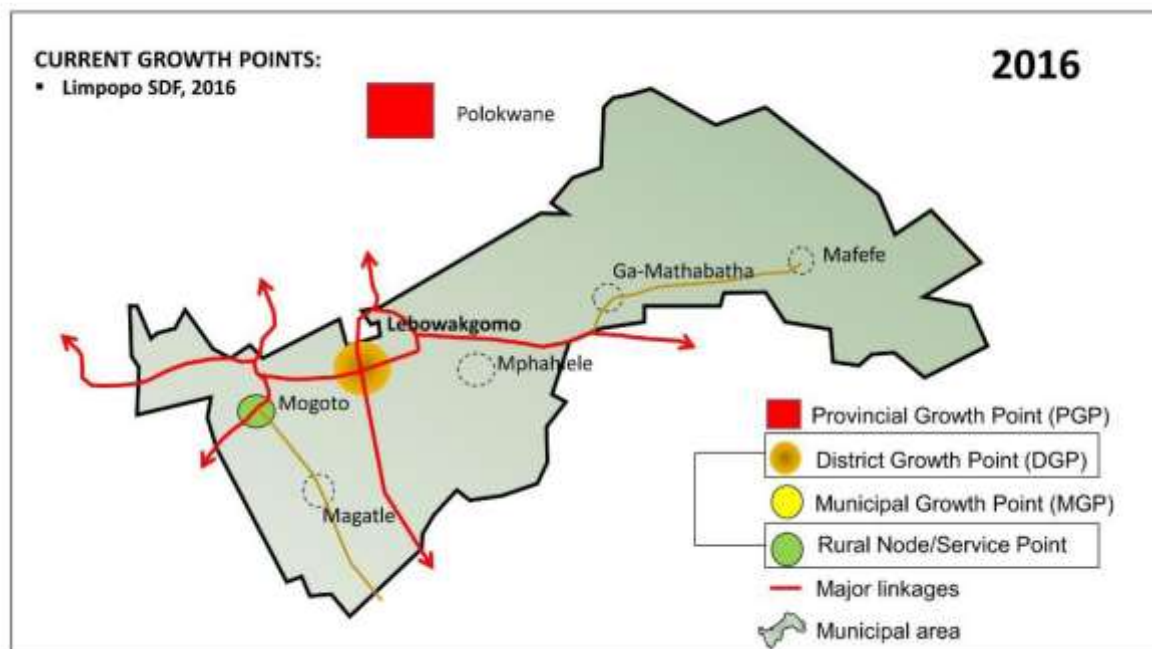 CURRENT GROWTH POINTS:
▪ Limpopo SDF, 2016
2016
Polokwane
Mafefe
Ga-Mathabatha
Lebowakgomo
Mphahlele
Mogoto
Magatle
Provincial Growth Point (PGP)
District Growth Point (DGP)
Municipal Growth Point (MGP)
Rural Node/Service Point
Major linkages
Municipal area